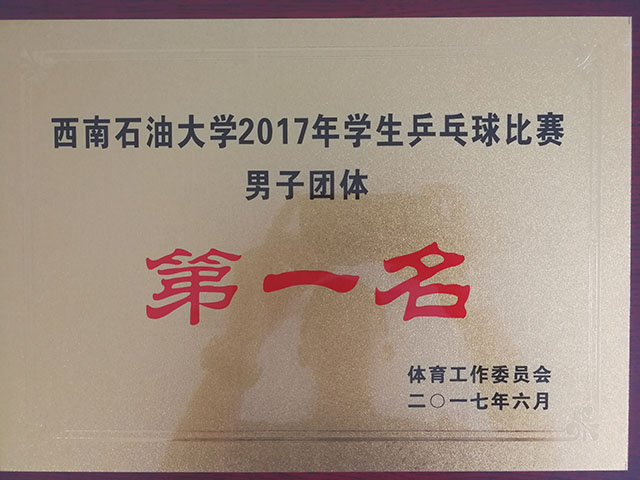 西南石油大学2017年学生乒乓球比赛
男子团体
第一名
体育工作委员会
二〇一七年六月